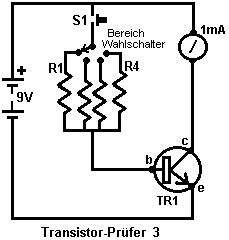 S1
1mA
Bereich
Wahlschalter
R1
R4
+
9V
b
c
e
TR1
Transistor-Prüfer 3